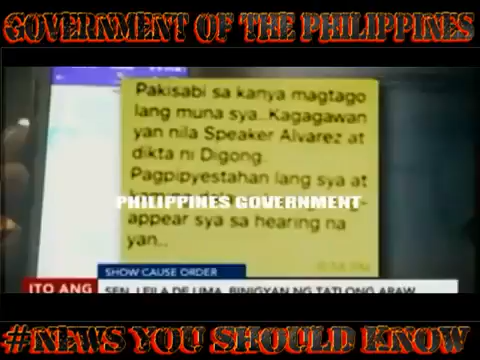 GOVERNMENT OF THE PHILIPPINES
Pakisabi sa kanya magtago
lang muna sya..Kagagawan
yan nila Speaker Alvarez at
dikta ni Digong.
Pagpipyestahan lang sya at
PHILIPPINES GOVERNMENT
appear sya sa hearing na
yan..
SHOW CAUSE ORDER
ITO ANG
SEN. LEILA DE LIMA, BINIGYAN NG TATLONG ARAW
#NEWS YOU SHOULD KNOW